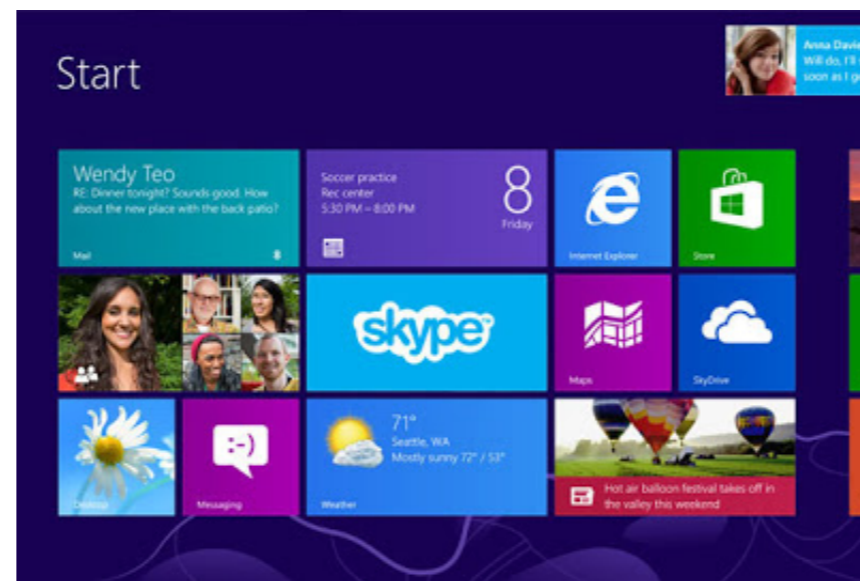 Start
Anna Davie
Will do, I'll
soon as I g
Wendy Teo
RE: Dinner tonight? Sounds good. How
about the new place with the back patio?
Mail 8
Soccer practice
Rec center
5:30 PM – 8:00 PM
8
Friday
Internet Explorer
Store
skype
Maps
SkyDrive
Desktop
:-)
Messaging
71°
Seattle, WA
Mostly sunny 72° / 53°
Weather
Hot air balloon festival takes off in
the valley this weekend